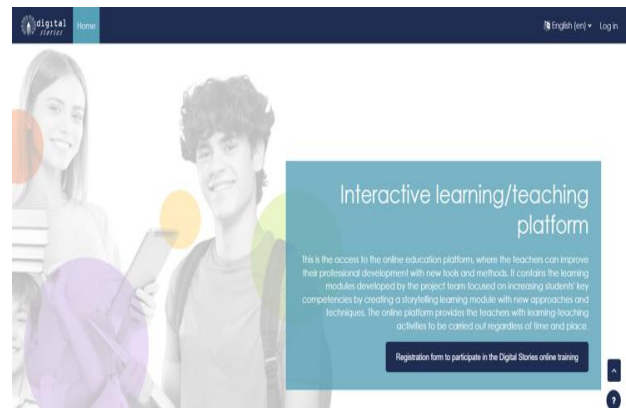 digital
stories
Home
English (en)
Log in
Interactive learning/teaching
platform
This is the access to the online education platform, where the teachers can improve
their professional development with new tools and methods. It contains the learning
modules developed by the project team focused on increasing students' key
competencies by creating a storytelling learning module with new approaches and
techniques. The online platform provides the teachers with learning-teaching
activities to be carried out regardless of time and place.
Registration form to participate in the Digital Stories online training
?